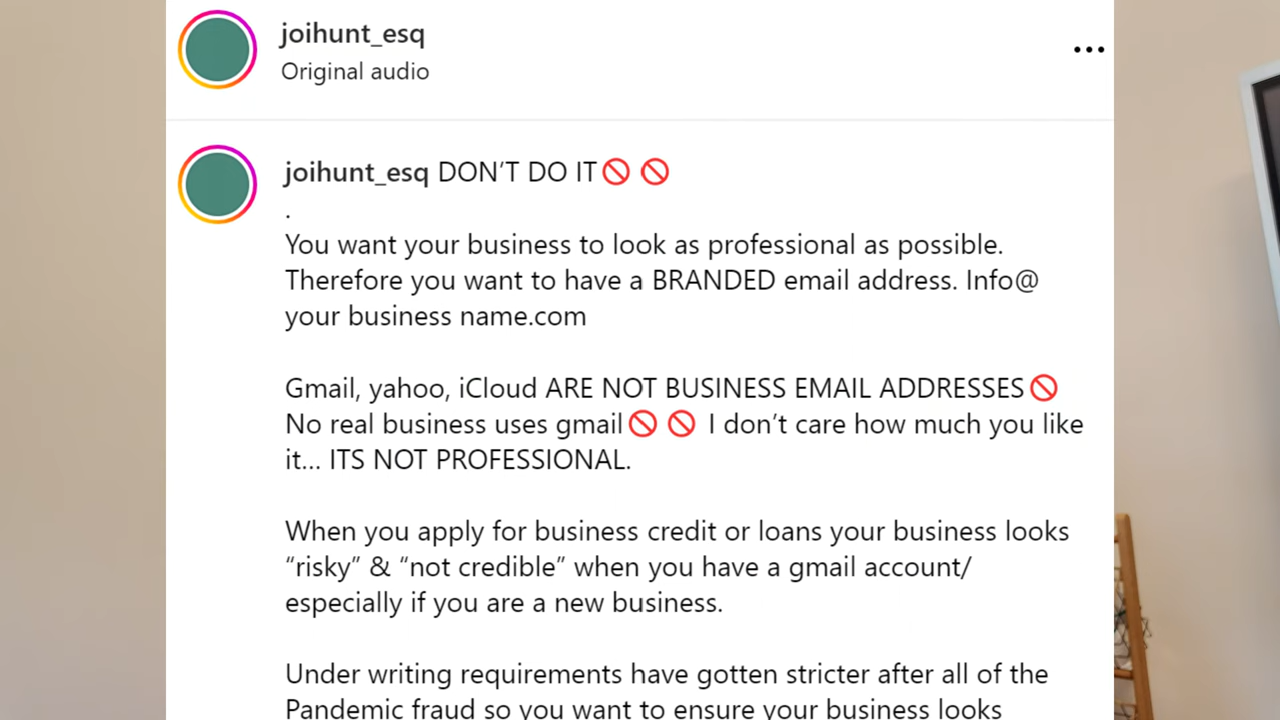 joihunt_esq
Original audio
joihunt_esq DON’T DO IT🚫🚫
.
You want your business to look as professional as possible.
Therefore you want to have a BRANDED email address. Info@
your business name.com
Gmail, yahoo, iCloud ARE NOT BUSINESS EMAIL ADDRESSES🚫
No real business uses gmail🚫🚫 I don’t care how much you like
it... ITS NOT PROFESSIONAL.
When you apply for business credit or loans your business looks
“risky” & “not credible” when you have a gmail account/
especially if you are a new business.
Under writing requirements have gotten stricter after all of the
Pandemic fraud so you want to ensure your business looks